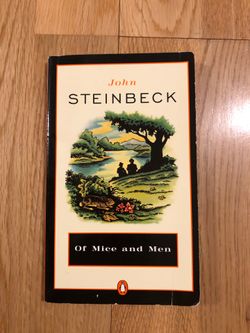 John
STEINBECK
Of Mice and Men